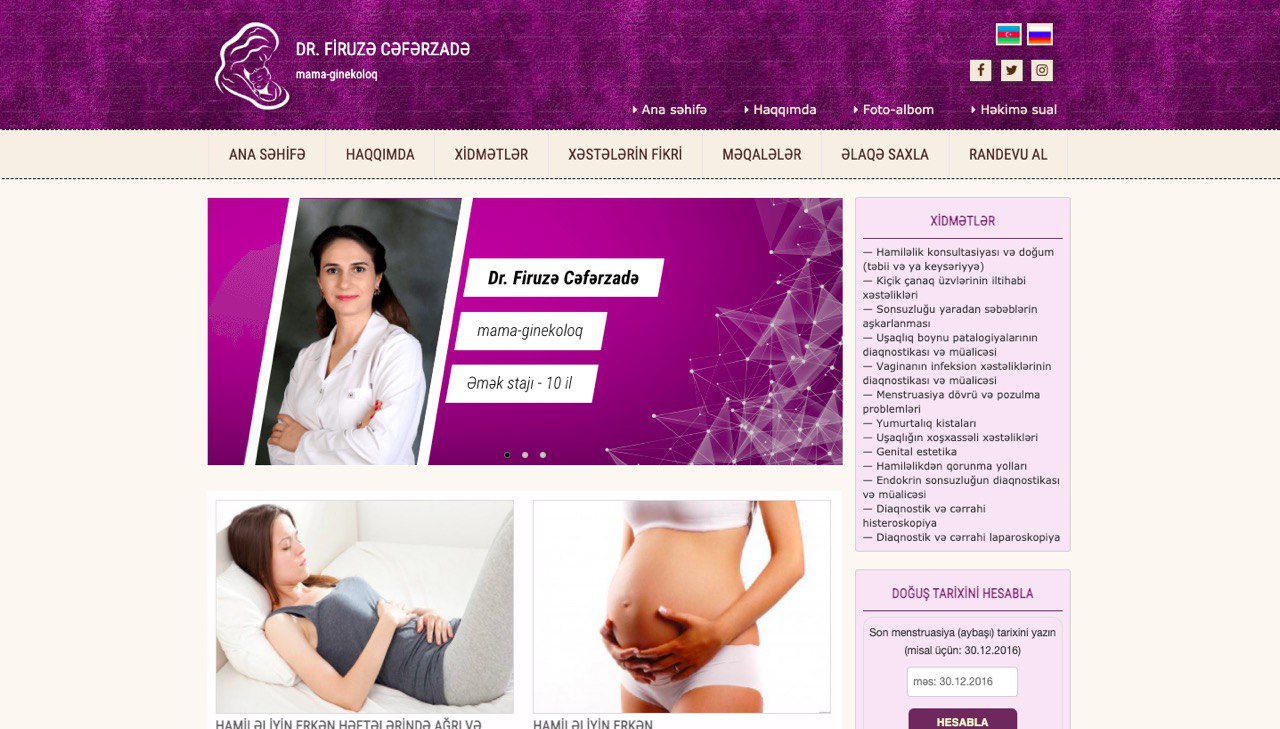 DR. FİRUZƏ CƏFƏRZADƏ
mama-ginekoloq
Ana səhifə
Haqqımda
Foto-albom
Həkimə sual
ANA SƏHİFƏ
HAQQIMDA
XİDMƏTLƏR
XƏSTƏLƏRİN FİKRİ
MƏQALƏLƏR
ƏLAQƏ SAXLA
RANDEVU AL
Dr. Firuzə Cəfərzadə
mama-ginekoloq
Əmək stajı - 10 il
XİDMƏTLƏR
— Hamiləlik konsultasiyası və doğum
(təbii və ya keysəriyyə)
— Kiçik çanaq üzvlərinin iltihabi
xəstəlikləri
— Sonsuzluğu yaradan səbəblərin
aşkarlanması
— Uşaqlıq boynu patalogiyalarının
diaqnostikası və müalicəsi
— Vaginanın infeksion xəstəliklərinin
diaqnostikası və müalicəsi
— Menstruasiya dövrü və pozulma
problemləri
— Yumurtalıq kistaları
— Uşaqlığın xoşxassəli xəstəlikləri
— Genital estetika
— Hamiləlikdən qorunma yolları
— Endokrin sonsuzluğun diaqnostikası
və müalicəsi
— Diaqnostik və cərrahi
histeroskopiya
— Diaqnostik və cərrahi laparoskopiya
DOĞUŞ TARİXİNİ HESABLA
Son menstruasiya (aybaşı) tarixini yazın
(misal üçün: 30.12.2016)
məs: 30.12.2016
HESABLA
HAMİLƏLİYİN ERKƏN HƏFTƏLƏRİNDƏ AĞRI VƏ
HAMİLƏLİYİN ERKƏN